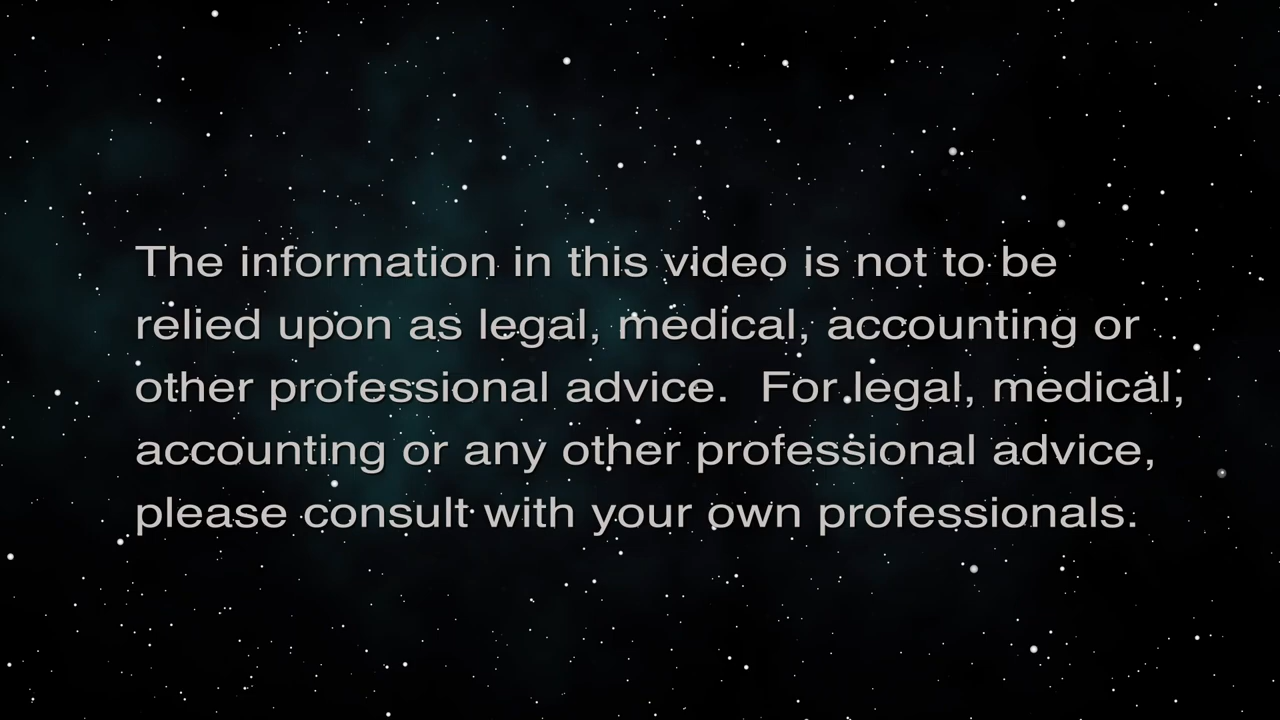 The information in this video is not to be
relied upon as legal, medical, accounting or
other professional advice.  For legal, medical,
accounting or any other professional advice,
please consult with your own professionals.